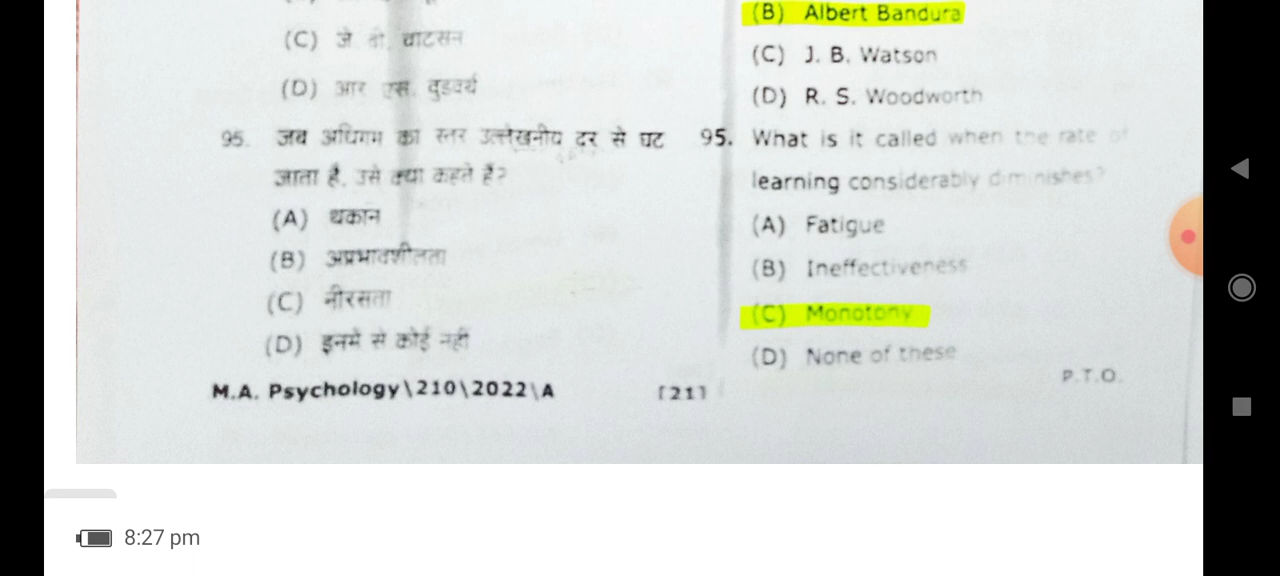 (C) जे बी. वाटसन
(D) आर एस. वुडवर्थ
95. जब अधिगम का स्तर उल्लेखनीय दर से घट
जाता है, उसे क्या कहते हैं?
(A) थकान
(B) अप्रभावशीलता
(C) नीरसता
(D) इनमें से कोई नहीं
M.A. Psychology\210\2022\A
(B) Albert Bandura
(C) J. B. Watson
(D) R. S. Woodworth
95. What is it called when the rate of
learning considerably diminishes?
(A) Fatigue
(B) Ineffectiveness
(C) Monotony
(D) None of these
[21]
P.T.O.
8:27 pm